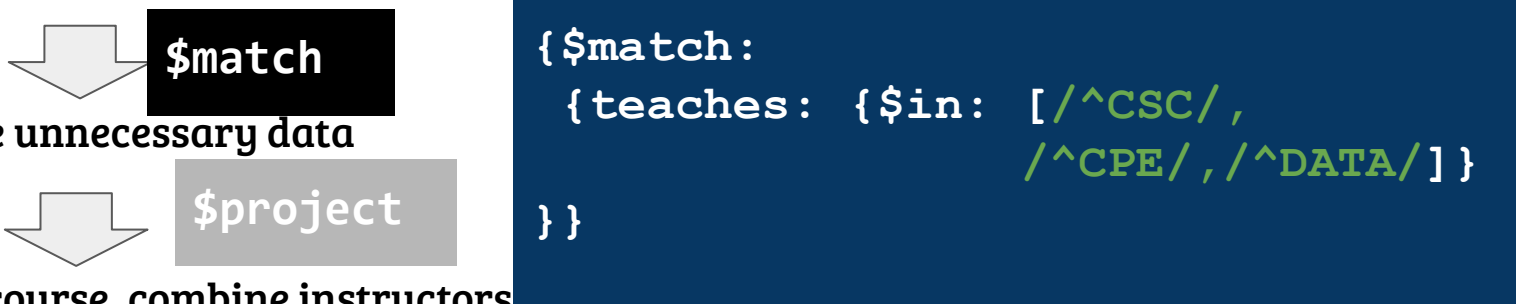 $match
e unnecessary data
$project
course, combine instructors
{$match:
{teaches: {$in: [/^CSC/,
/^CPE/,/^DATA/]}
}}